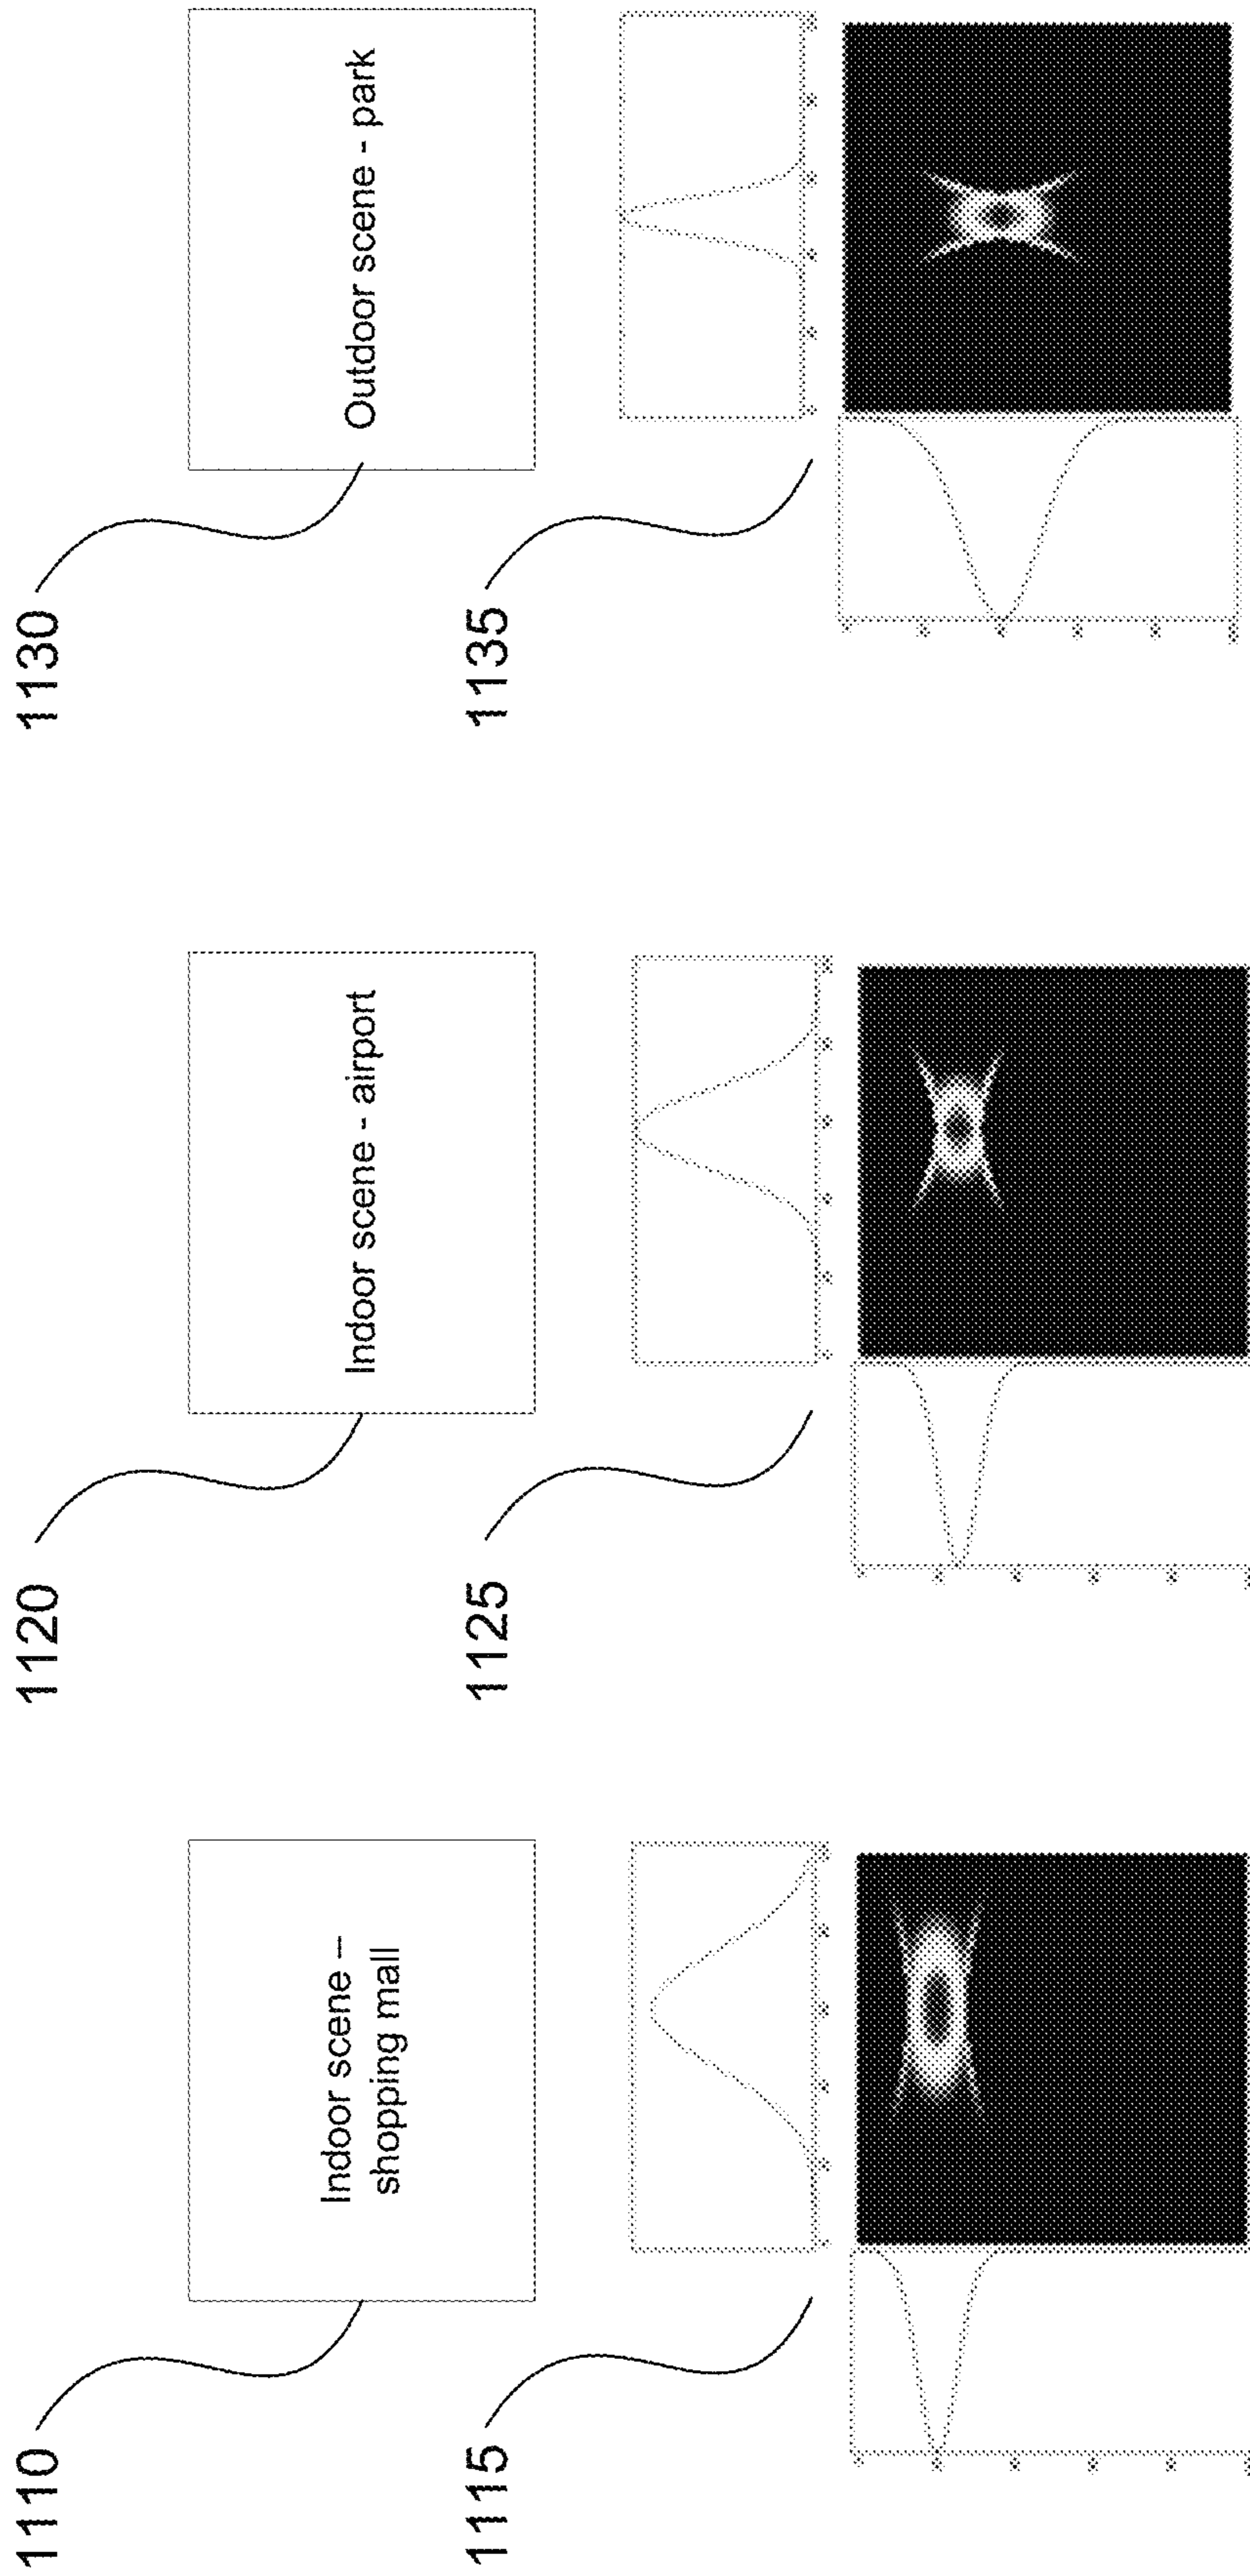 1110
Indoor scene –
shopping mall
1115
1120
Indoor scene - airport
1125
1130
Outdoor scene - park
1135